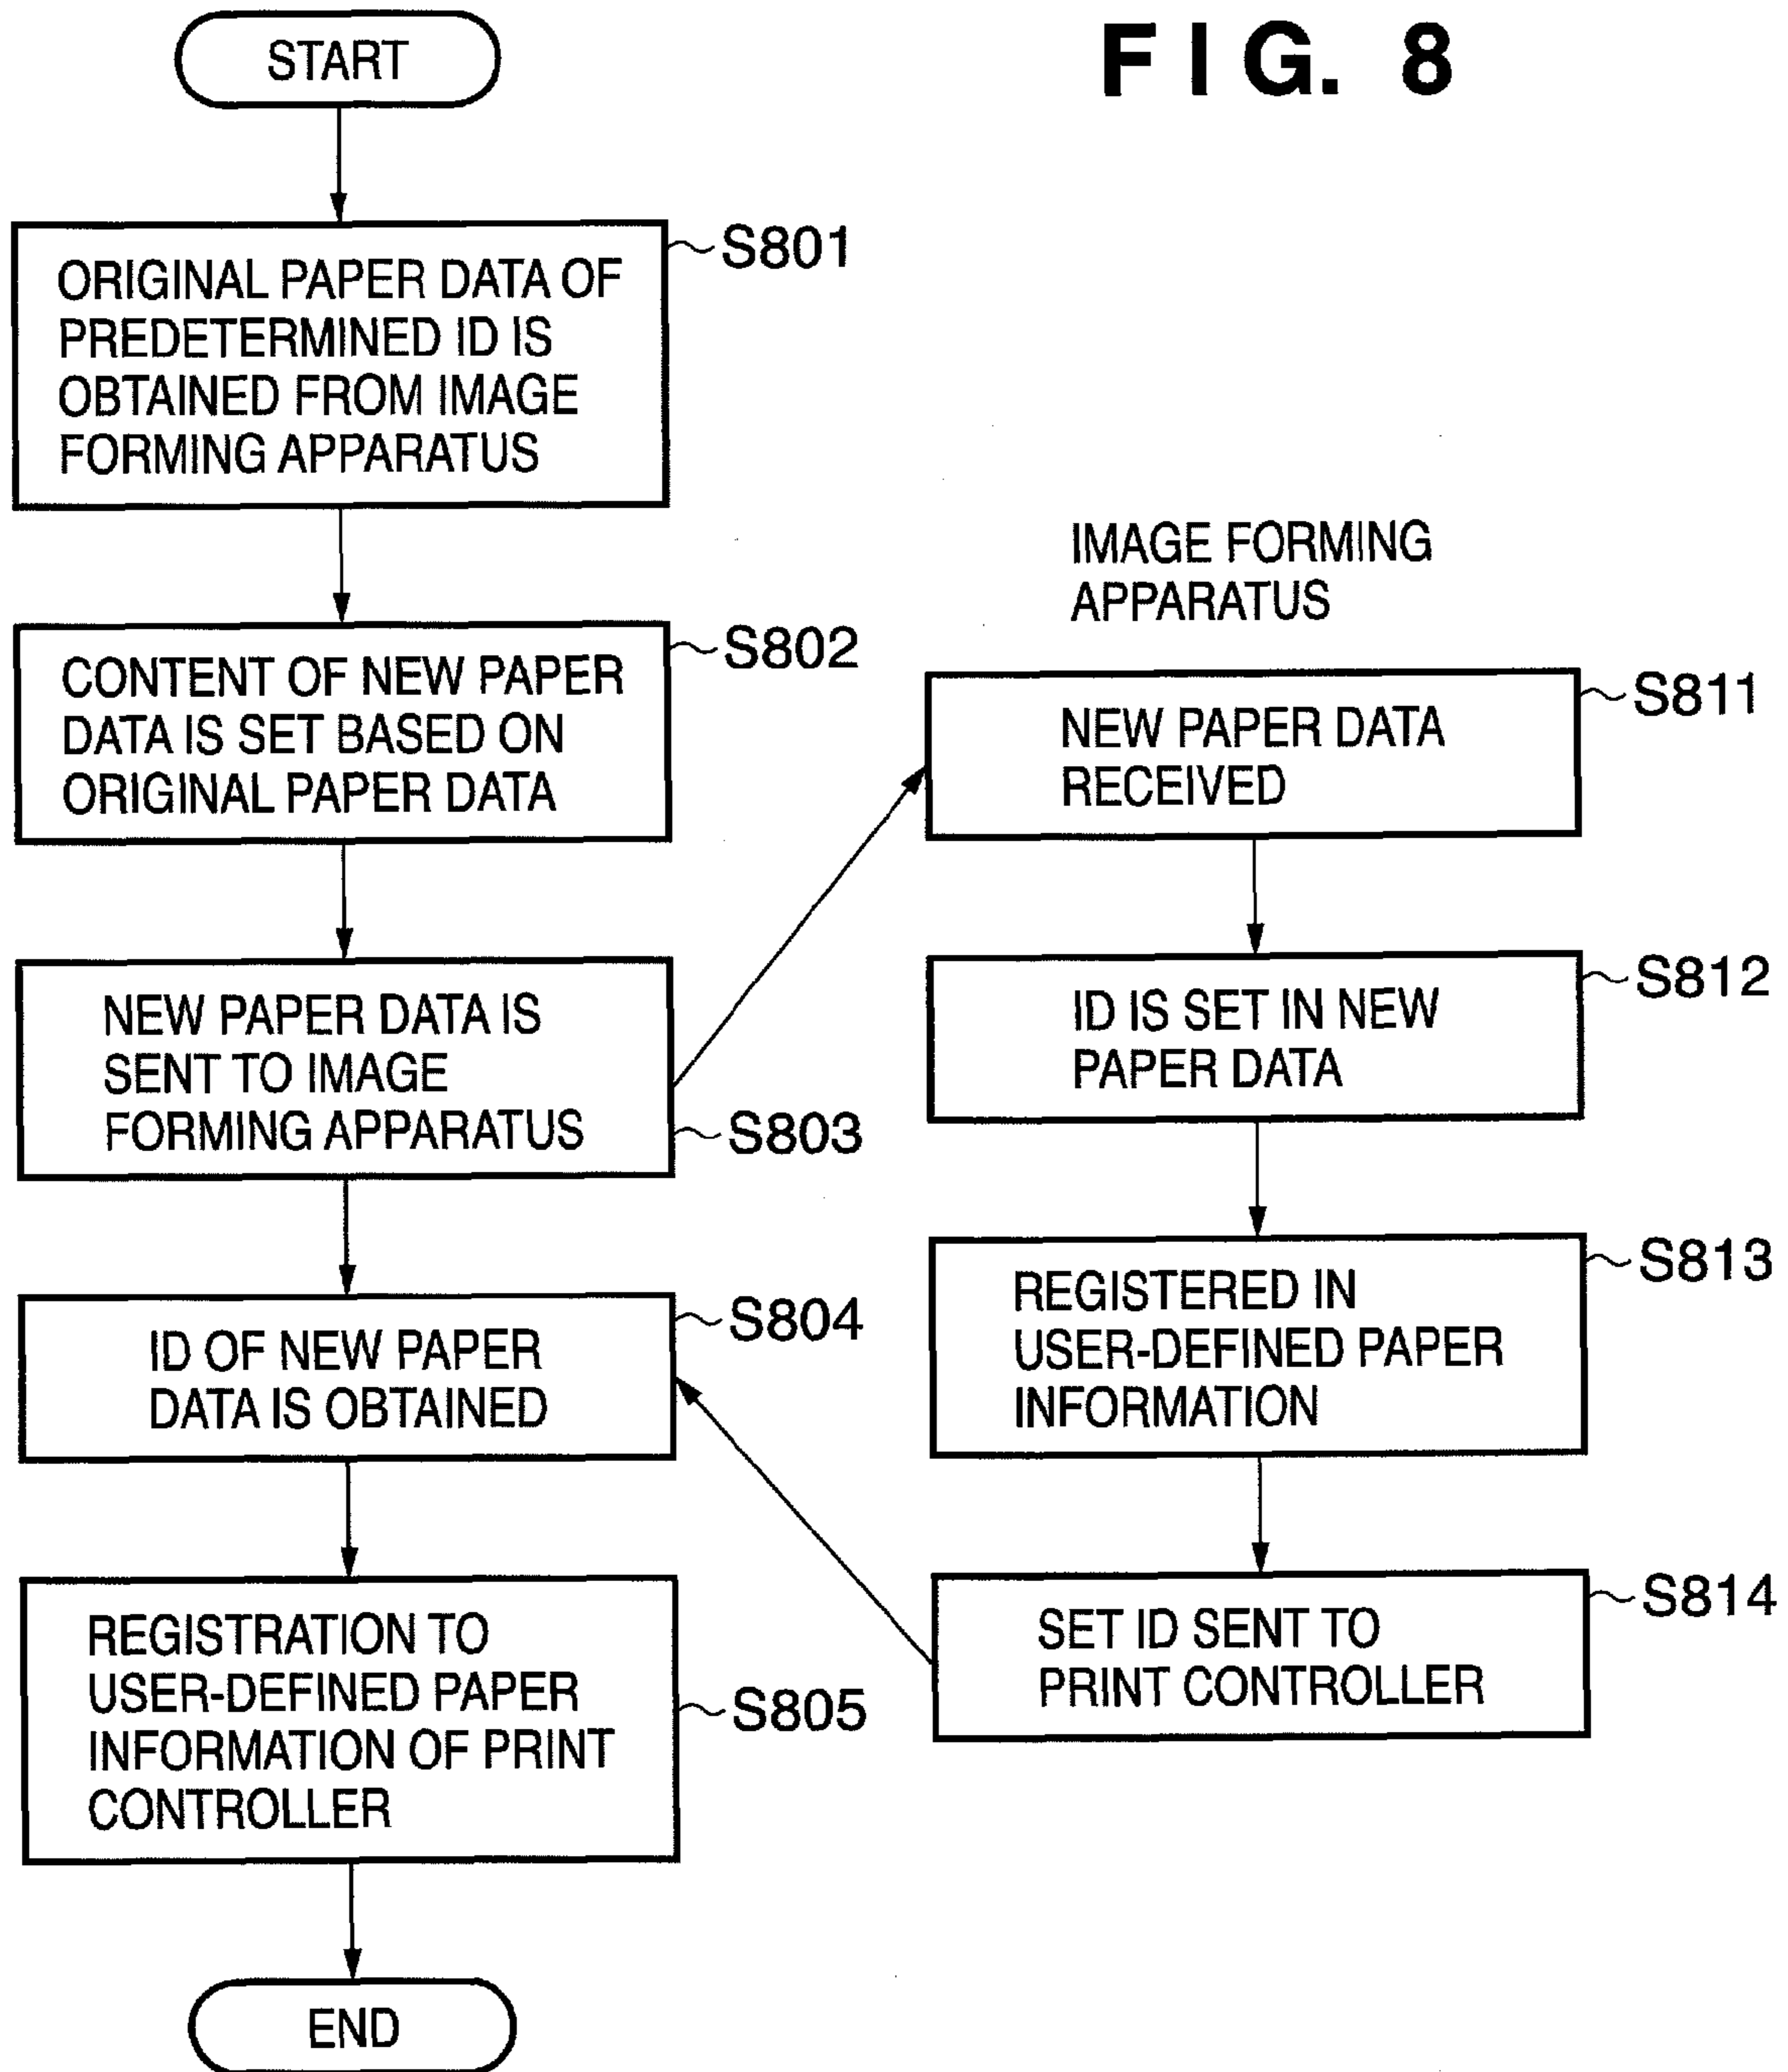 FIG. 8
START
S801
ORIGINAL PAPER DATA OF
PREDETERMINED ID IS
OBTAINED FROM IMAGE
FORMING APPARATUS
S802
CONTENT OF NEW PAPER
DATA IS SET BASED ON
ORIGINAL PAPER DATA
NEW PAPER DATA IS
SENT TO IMAGE
FORMING APPARATUS
S803
S804
ID OF NEW PAPER
DATA IS OBTAINED
REGISTRATION TO
USER-DEFINED PAPER
INFORMATION OF PRINT
CONTROLLER
S805
END
IMAGE FORMING
APPARATUS
S811
NEW PAPER DATA
RECEIVED
S812
ID IS SET IN NEW
PAPER DATA
S813
REGISTERED IN
USER-DEFINED PAPER
INFORMATION
S814
SET ID SENT TO
PRINT CONTROLLER